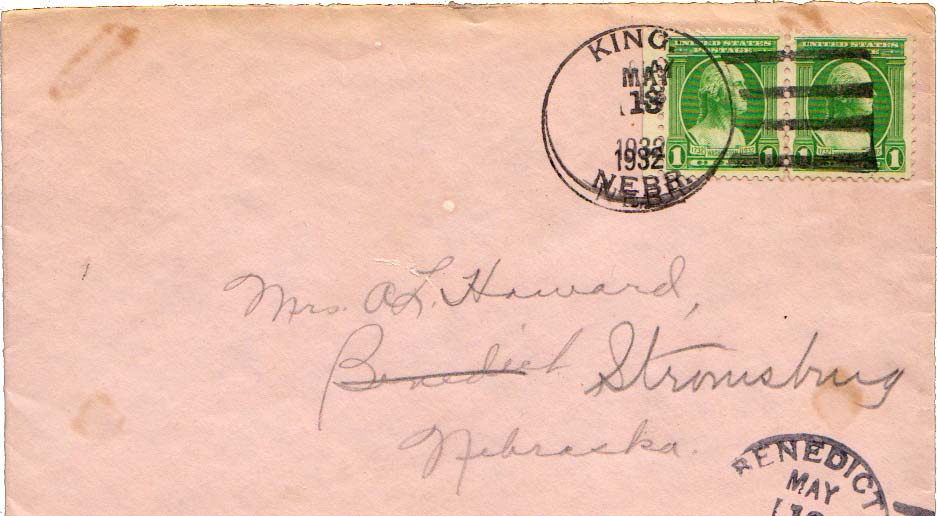 KING
MAY
13
1932
NEBR.
UNITED STATES UNITED STATES
POSTAGE
1 1 1 1
Mrs. A.L. Howard,
Benedict Stromsburg
Nebraska.
BENEDICT
MAY